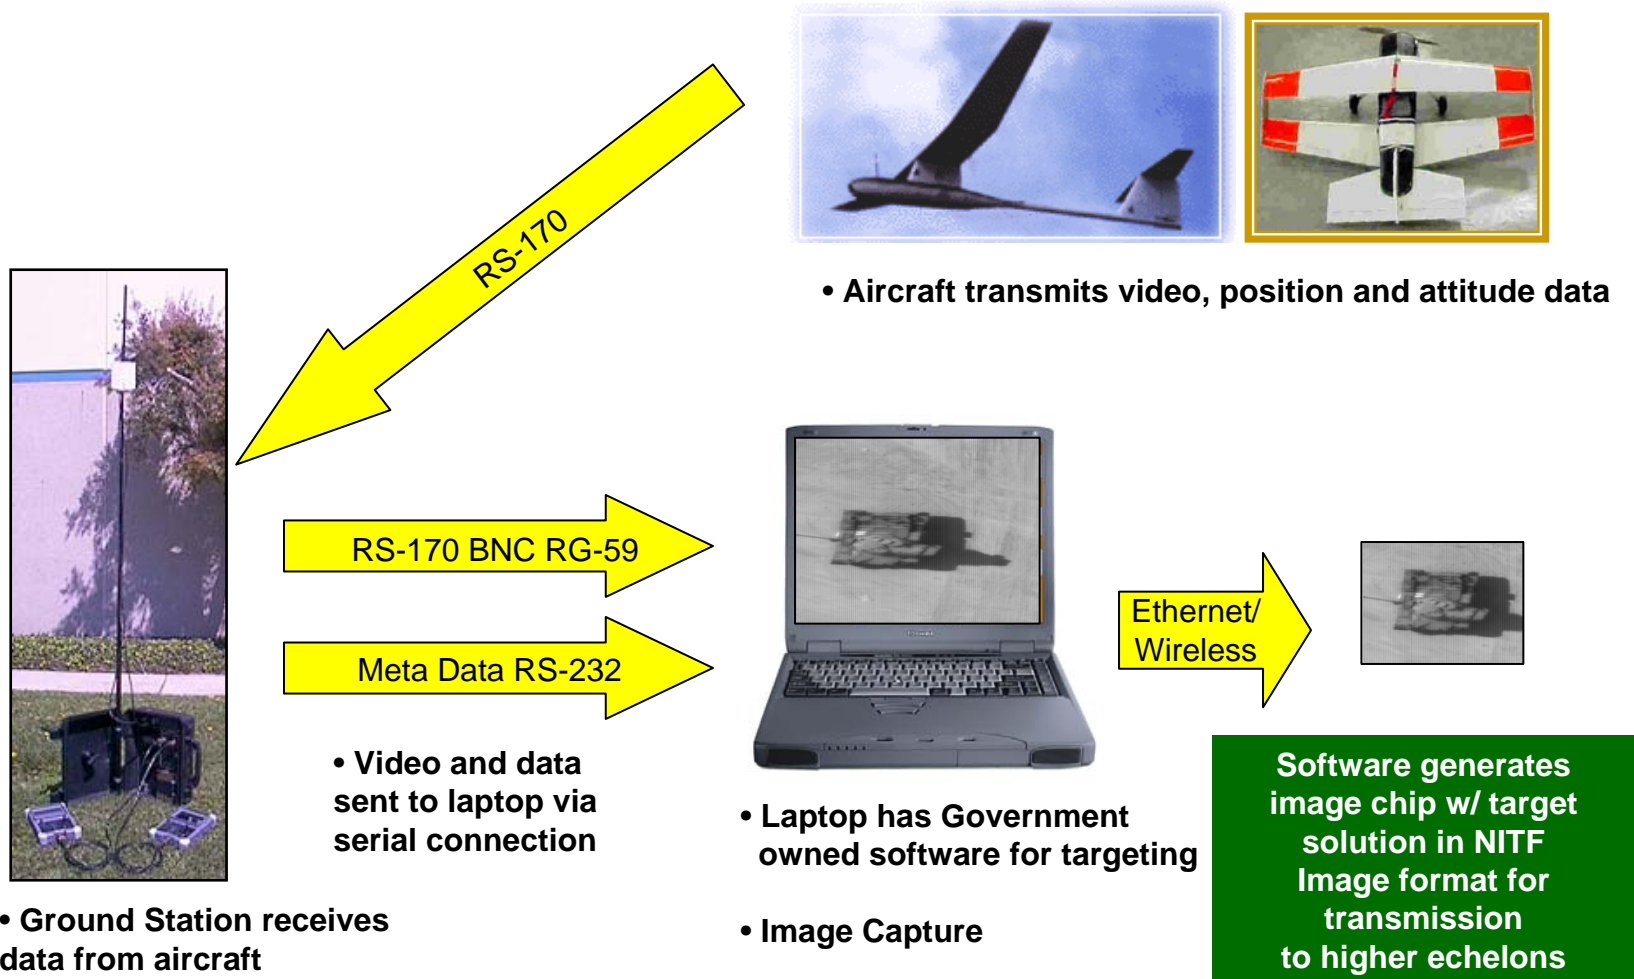 RS-170
• Aircraft transmits video, position and attitude data
RS-170 BNC RG-59
Meta Data RS-232
Ethernet/
Wireless
• Video and data
sent to laptop via
serial connection
• Ground Station receives
data from aircraft
• Laptop has Government
owned software for targeting
• Image Capture
Software generates
image chip w/ target
solution in NITF
Image format for
transmission
to higher echelons